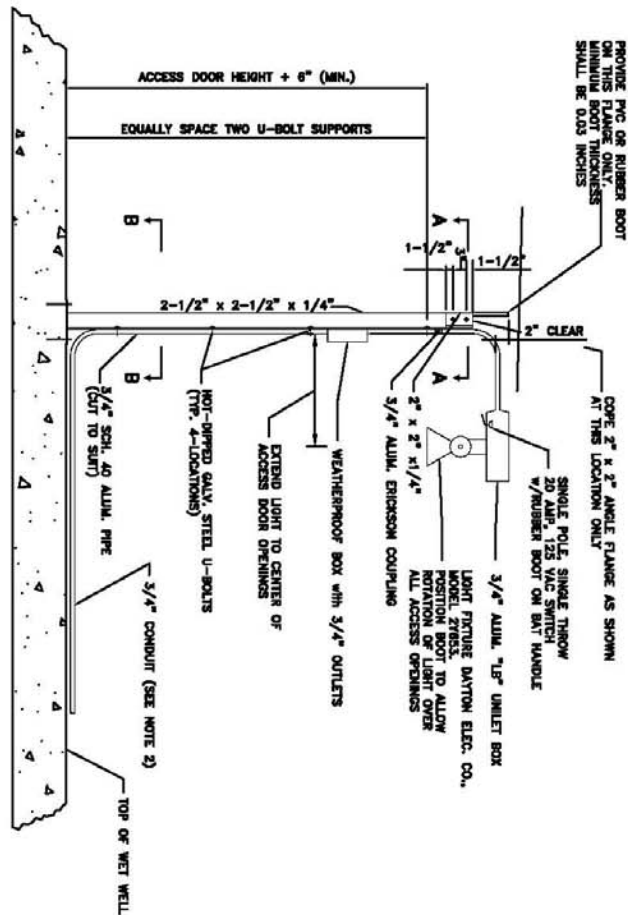 PROVIDE PVC OR RUBBER BOOT
ON THIS FLANGE ONLY.
MINIMUM BOOT THICKNESS
SHALL BE 0.03 INCHES
ACCESS DOOR HEIGHT + 6" (MIN.)
EQUALLY SPACE TWO U-BOLT SUPPORTS
B
A
1-1/2"
3"
1-1/2"
2-1/2" x 2-1/2" x 1/4"
2" CLEAR
B
A
COPE 2" x 2" ANGLE FLANGE AS SHOWN
AT THIS LOCATION ONLY
SINGLE POLE, SINGLE THROW
20 AMP, 125 VAC SWITCH
W/RUBBER BOOT ON BAT HANDLE
3/4" ALUM. "LB" UNILET BOX
LIGHT FIXTURE DAYTON ELEC. CO.,
MODEL 2Y853.
POSITION BOOT TO ALLOW
ROTATION OF LIGHT OVER
ALL ACCESS OPENINGS
2" x 2" x1/4"
3/4" ALUM. ERICKSON COUPLING
WEATHERPROOF BOX with 3/4" OUTLETS
EXTEND LIGHT TO CENTER OF
ACCESS DOOR OPENINGS
HOT-DIPPED GALV. STEEL U-BOLTS
(TYP. 4-LOCATIONS)
3/4" SCH. 40 ALUM. PIPE
(CUT TO SUIT)
3/4" CONDUIT (SEE NOTE 2)
TOP OF WET WELL